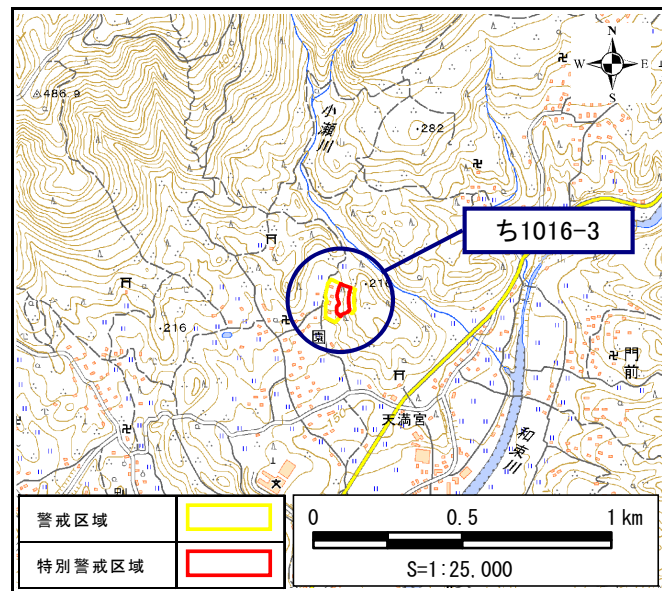 N
W E
S
486.9
小瀬川
282
ち1016-3
216
216
園
門前
天満宮
和束川
警戒区域
特別警戒区域
0 0.5 1km
S=1:25,000